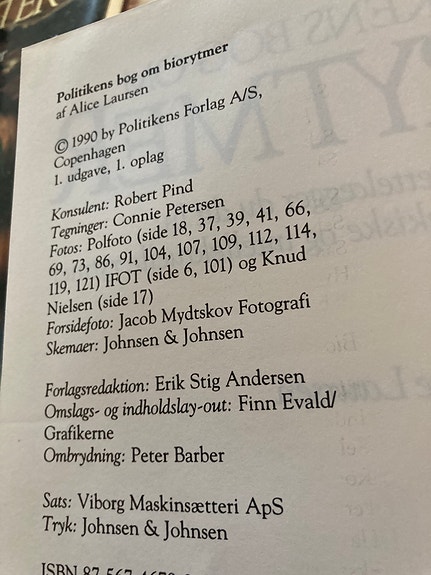 Politikens bog om biorytmer
af Alice Laursen
© 1990 by Politikens Forlag A/S,
Copenhagen
1. udgave, 1. oplag
Konsulent: Robert Pind
Tegninger: Connie Petersen
Fotos: Polfoto (side 18, 37, 39, 41, 66,
69, 73, 86, 91, 104, 107, 109, 112, 114,
119, 121) IFOT (side 6, 101) og Knud
Nielsen (side 17)
Forsidefoto: Jacob Mydtskov Fotografi
Skemaer: Johnsen & Johnsen
Forlagsredaktion: Erik Stig Andersen
Omslags- og indholdslay-out: Finn Evald/
Grafikerne
Ombrydning: Peter Barber
Sats: Viborg Maskinsætteri ApS
Tryk: Johnsen & Johnsen
ISBN 87-567-